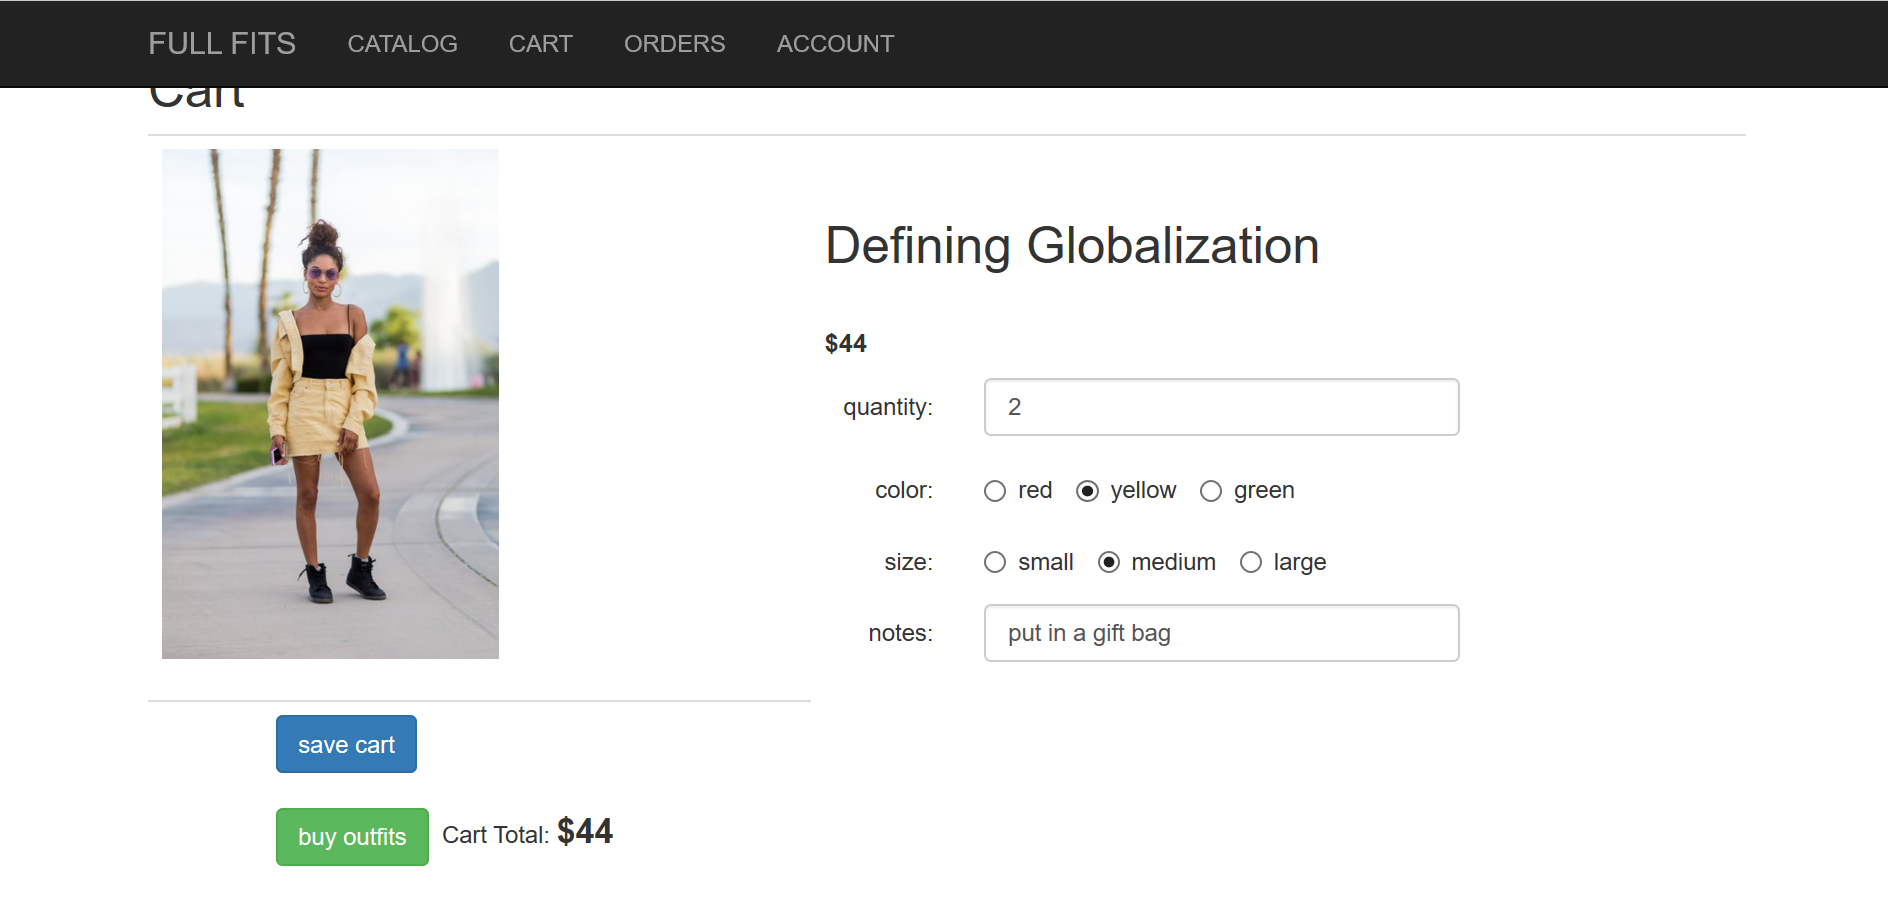 FULL FITS CATALOG CART ORDERS ACCOUNT
Cart
Defining Globalization
$44
quantity: 2
color: red yellow green
size: small medium large
notes: put in a gift bag
save cart
buy outfits Cart Total: $44